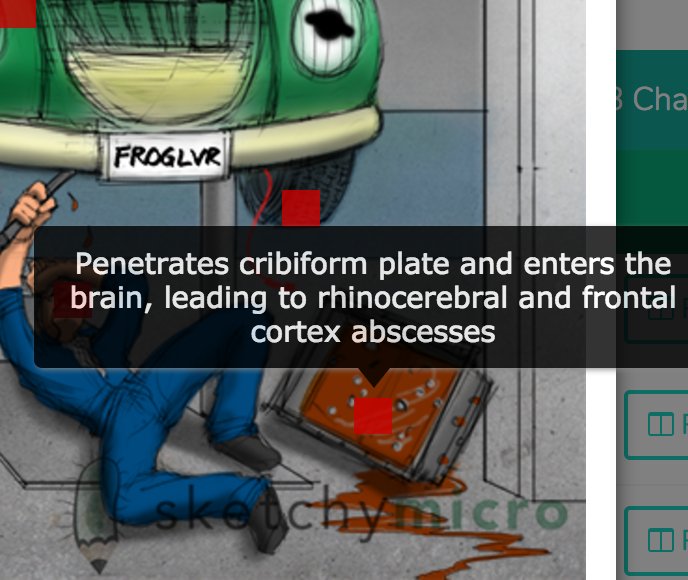 3 Cha
FROGLVR
Penetrates cribiform plate and enters the
brain, leading to rhinocerebral and frontal
cortex abscesses
F
sketchymicro
F